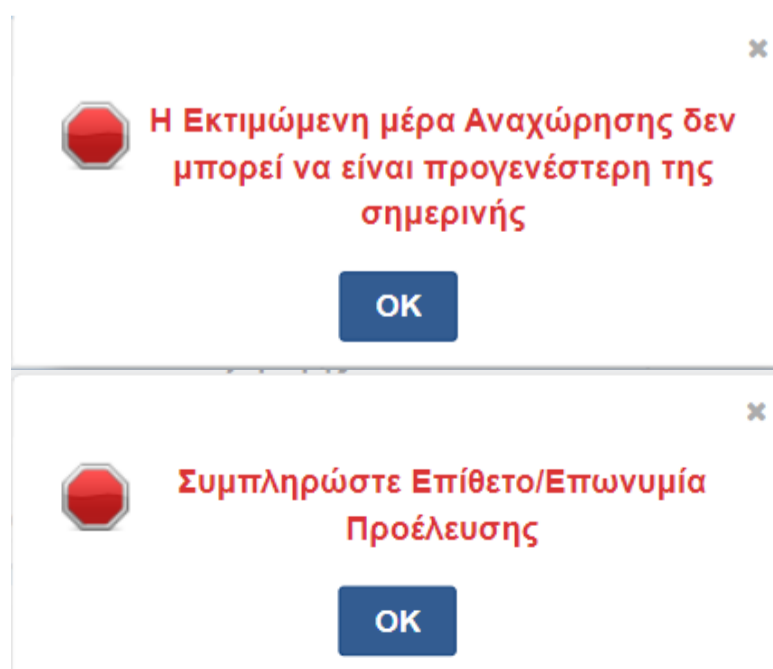 Η Εκτιμώμενη μέρα Αναχώρησης δεν
μπορεί να είναι προγενέστερη της
σημερινής
OK
Συμπληρώστε Επίθετο/Επωνυμία
Προέλευσης
OK